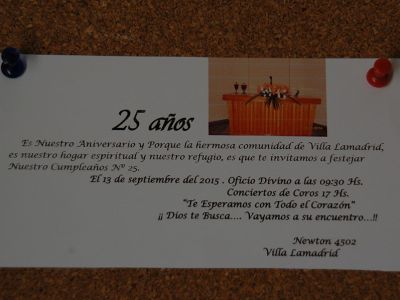 25 años
Es Nuestro Aniversario y Porque la hermosa comunidad de Villa Lamadrid,
es nuestro hogar espiritual y nuestro refugio, es que te invitamos a festejar
Nuestro Cumpleaños Nº 25.
El 13 de septiembre del 2015 . Oficio Divino a las 09:30 Hs.
Conciertos de Coros 17 Hs.
"Te Esperamos con Todo el Corazón"
¡¡ Dios te Busca.... Vayamos a su encuentro...!!
Newton 4502
Villa Lamadrid